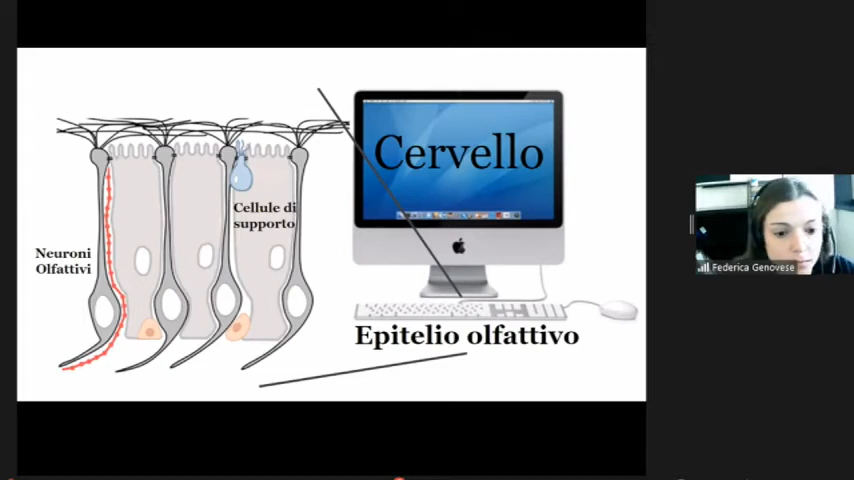 Cervello
Cellule di
supporto
Neuroni
Olfattivi
Epitelio olfattivo
Federica Genovese